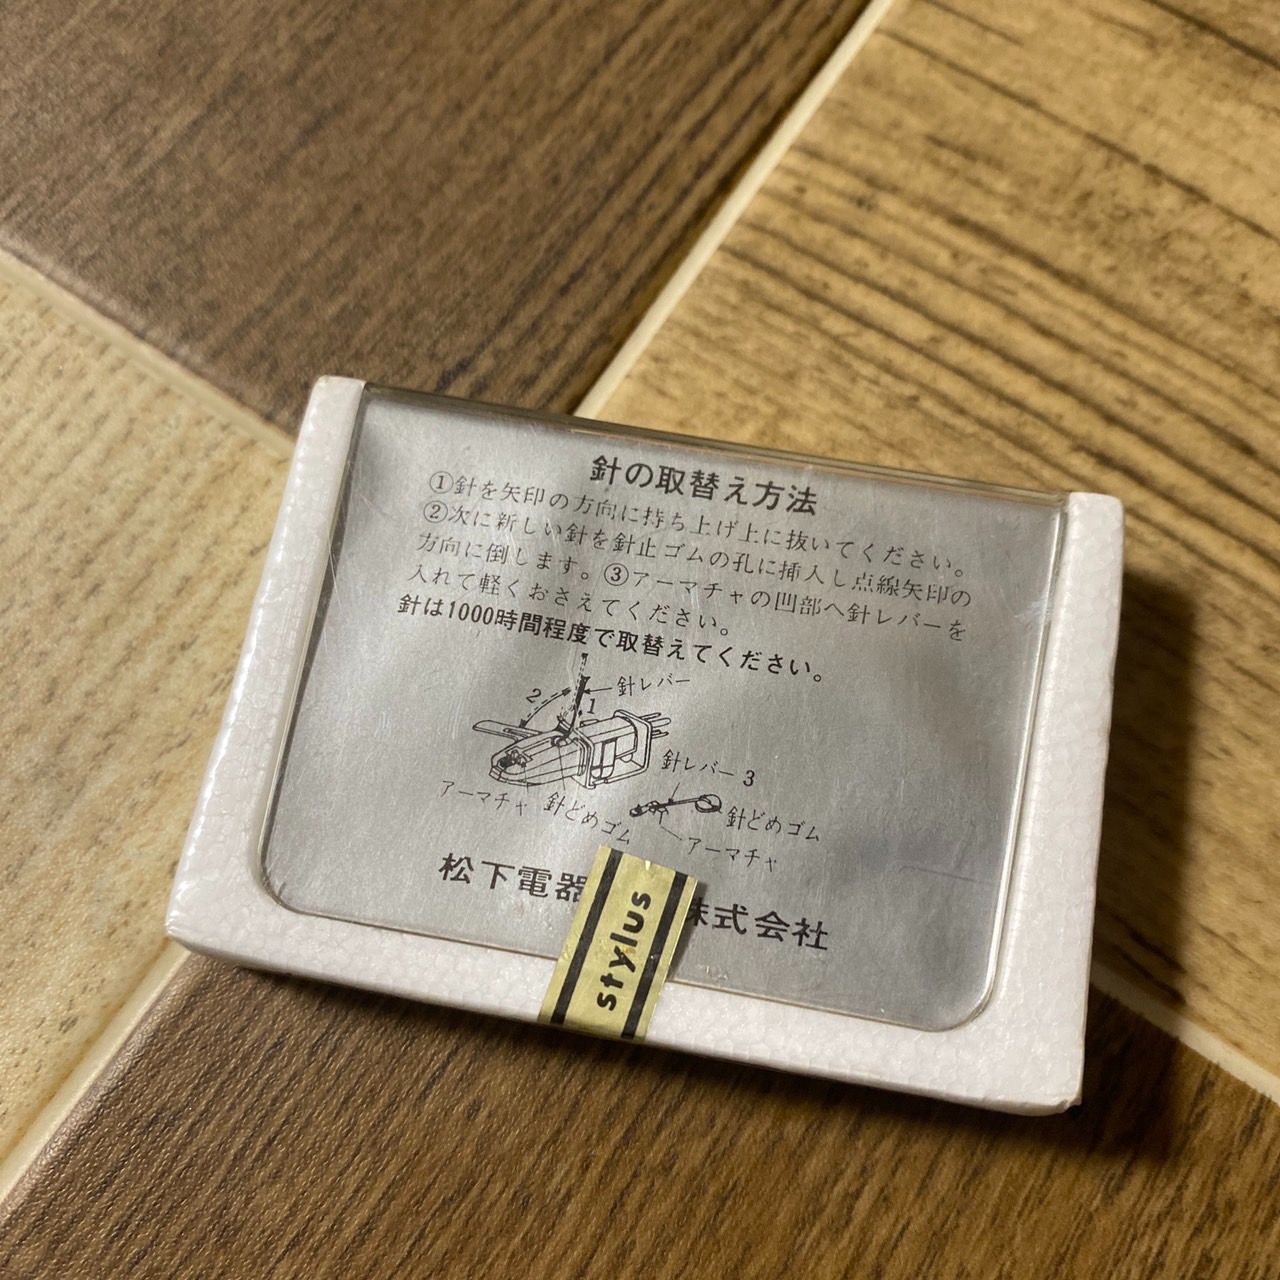 針の取替え方法
①針を矢印の方向に持ち上げ上に抜いてください。
②次に新しい針を針止ゴムの孔に挿入し点線矢印の
方向に倒します。③アーマチャの凹部へ針レバーを
入れて軽くおさえてください。
針は1000時間程度で取替えてください。
針レバー
2
1
針レバー 3
アーマチャ 針どめゴム
針どめゴム
アーマチャ
松下電器
株式会社
stylus